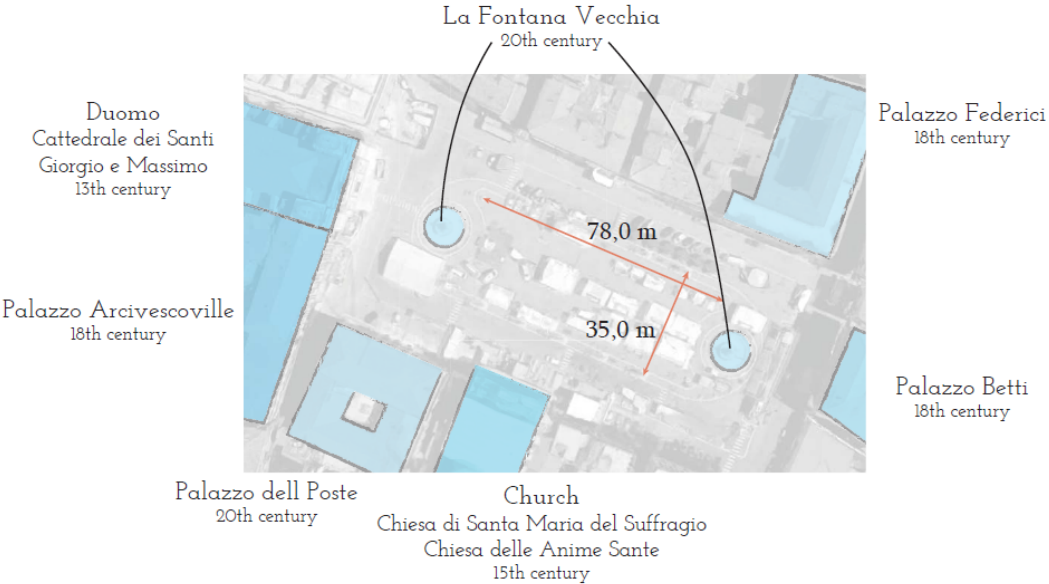 La Fontana Vecchia
20th century
Duomo
Cattedrale dei Santi
Giorgio e Massimo
13th century
Palazzo Federici
18th century
78,0 m
35,0 m
Palazzo Arcivescoville
18th century
Palazzo Betti
18th century
Palazzo dell Poste
20th century
Church
Chiesa di Santa Maria del Suffragio
Chiesa delle Anime Sante
15th century